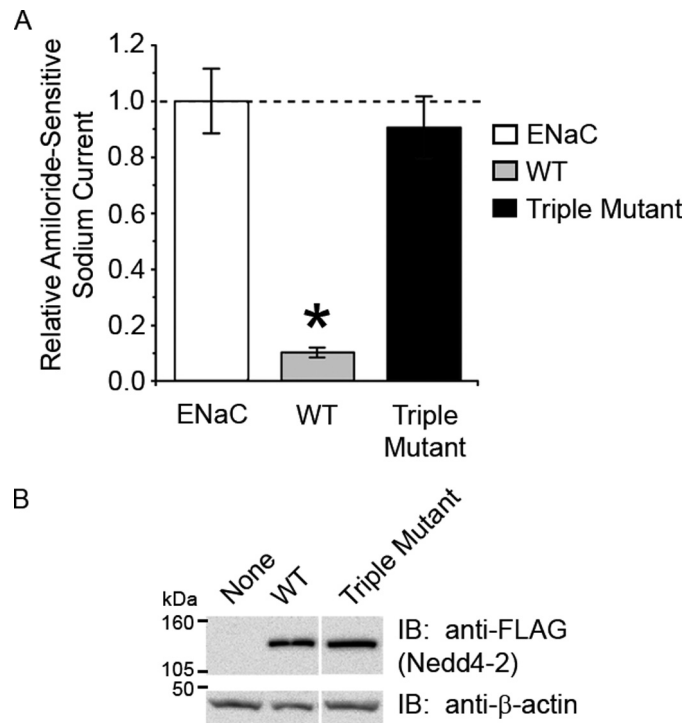 A
Relative Amiloride-Sensitive
Sodium Current
1.2
1.0
0.8
0.6
0.4
0.2
0.0
*
ENaC
WT
Triple
Mutant
ENaC
WT
Triple Mutant
B
None
WT
Triple Mutant
kDa
160
105
50
IB: anti-FLAG
(Nedd4-2)
IB: anti-β-actin